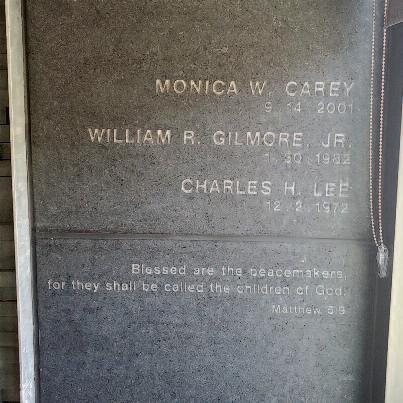 MONICA W. CAREY
9 14 2001
WILLIAM R. GILMORE, JR.
1 30 1982
CHARLES H. LEE
12 2 1972
Blessed are the peacemakers,
for they shall be called the children of God.
Matthew 5:9